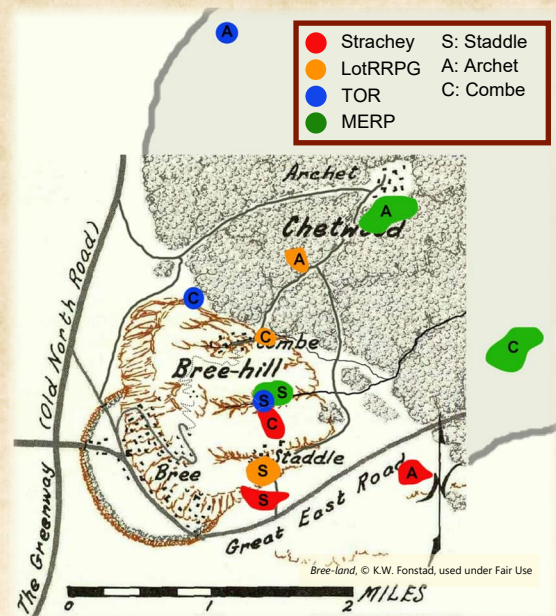 A
Strachey
LotRRPG
TOR
MERP
S: Staddle
A: Archet
C: Combe
Archet
A
Chetwood
A
C
C
Combe
Bree-hill
C
S
S
C
Staddle
S
S
A
Bree
N
Great East Road
The Greenway (Old North Road)
Bree-land, © K.W. Fonstad, used under Fair Use
0
1
2
MILES